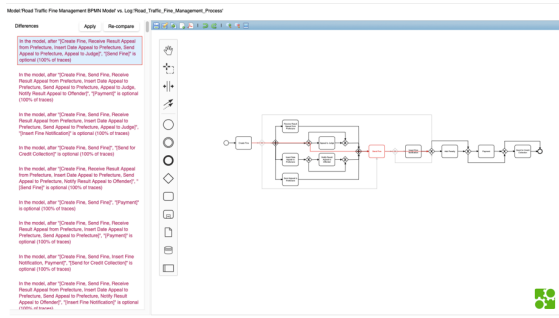 Model:'Road Traffic Fine Management BPMN Model' vs. Log:'Road_Traffic_Fine_Management_Process'
Differences
Apply
Re-compare
In the model, after "[Create Fine, Receive Result Appeal
from Prefecture, Insert Date Appeal to Prefecture, Send
Appeal to Prefecture, Appeal to Judge]", "[Send Fine]" is
optional (100% of traces)
In the model, after "[Create Fine, Send Fine, Receive
Result Appeal from Prefecture, Insert Date Appeal to
Prefecture, Send Appeal to Prefecture, Appeal to Judge,
Notify Result Appeal to Offender]", "[Payment]" is optional
(100% of traces)
In the model, after "[Create Fine, Send Fine, Receive
Result Appeal from Prefecture, Insert Date Appeal to
Prefecture, Send Appeal to Prefecture, Appeal to Judge]",
"[Insert Fine Notification]" is optional (100% of traces)
In the model, after "[Create Fine, Send Fine]", "[Send for
Credit Collection]" is optional (100% of traces)
In the model, after "[Create Fine, Receive Result Appeal
from Prefecture, Insert Date Appeal to Prefecture, Send
Appeal to Prefecture, Notify Result Appeal to Offender]",
"[Send Fine]" is optional (100% of traces)
In the model, after "[Create Fine, Send Fine]", "[Payment]"
is optional (100% of traces)
In the model, after "[Create Fine, Send Fine, Receive
Result Appeal from Prefecture, Insert Date Appeal to
Prefecture, Send Appeal to Prefecture]", "[Payment]" is
optional (100% of traces)
In the model, after "[Create Fine, Send Fine, Insert Fine
Notification, Payment]", "[Send for Credit Collection]" is
optional (100% of traces)
In the model, after "[Create Fine, Send Fine, Receive
Result Appeal from Prefecture, Insert Date Appeal to
Prefecture, Send Appeal to Prefecture, Notify Result
Appeal to Offender]", "[Insert Fine Notification]" is
optional (100% of traces)